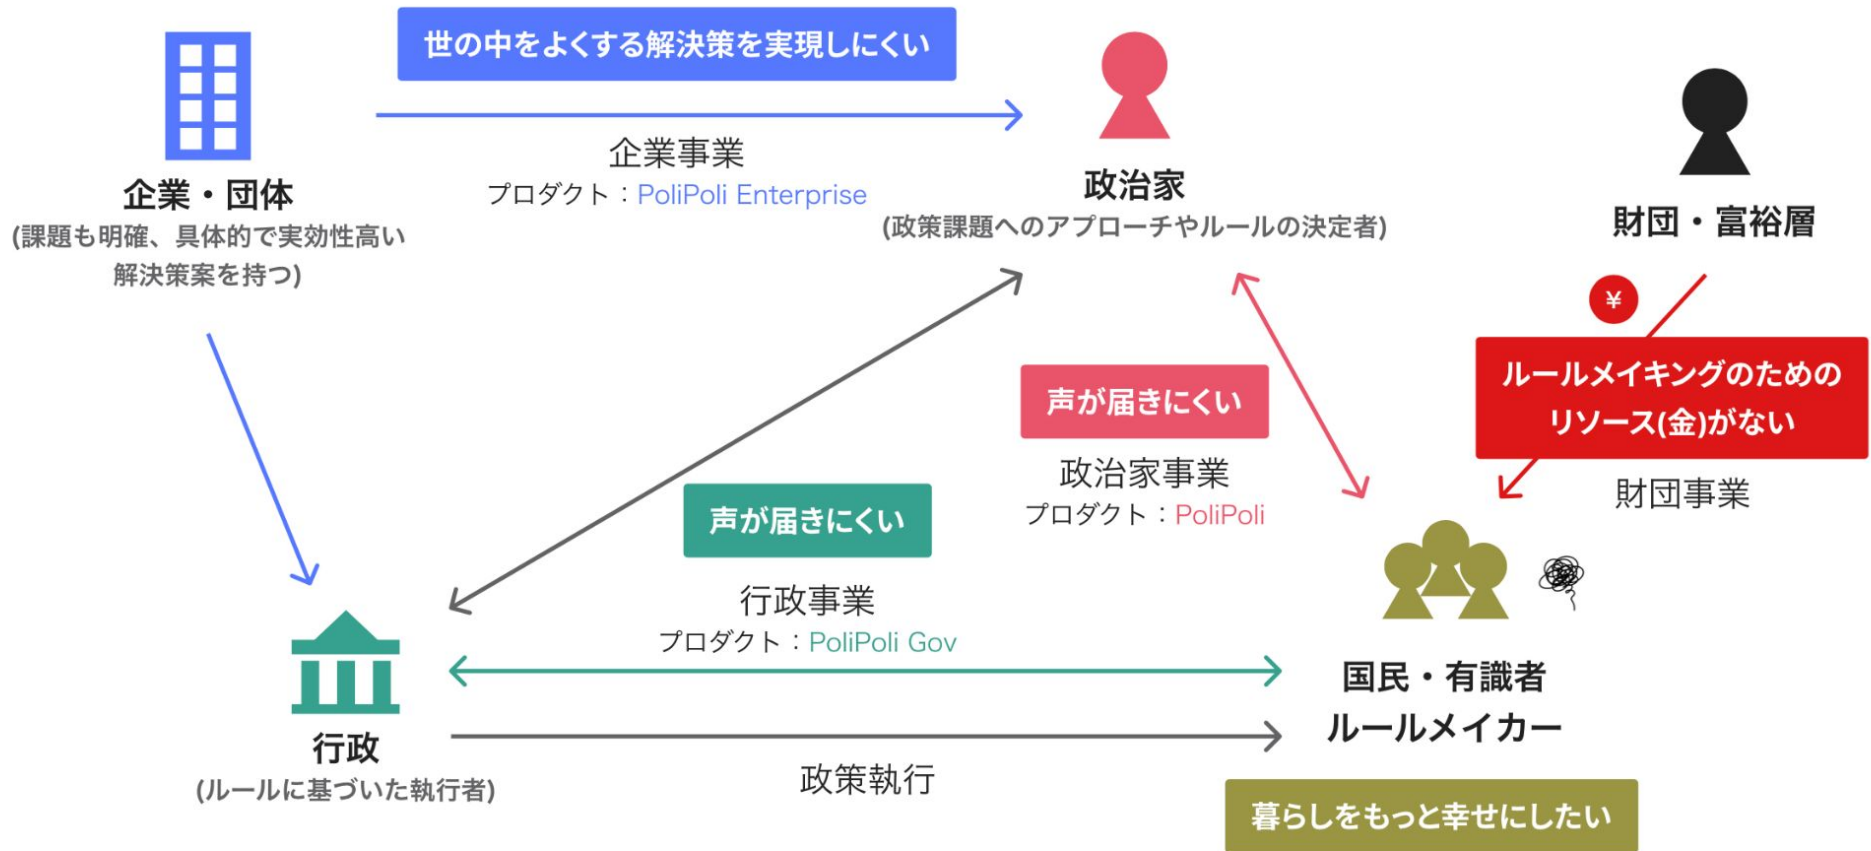 世の中をよくする解決策を実現しにくい
企業事業
プロダクト：PoliPoli Enterprise
企業・団体
(課題も明確、具体的で実効性高い
解決策案を持つ)
政治家
(政策課題へのアプローチやルールの決定者)
財団・富裕層
¥
ルールメイキングのための
リソース(金)がない
財団事業
声が届きにくい
政治家事業
プロダクト：PoliPoli
声が届きにくい
行政事業
プロダクト：PoliPoli Gov
行政
(ルールに基づいた執行者)
政策執行
国民・有識者
ルールメイカー
暮らしをもっと幸せにしたい